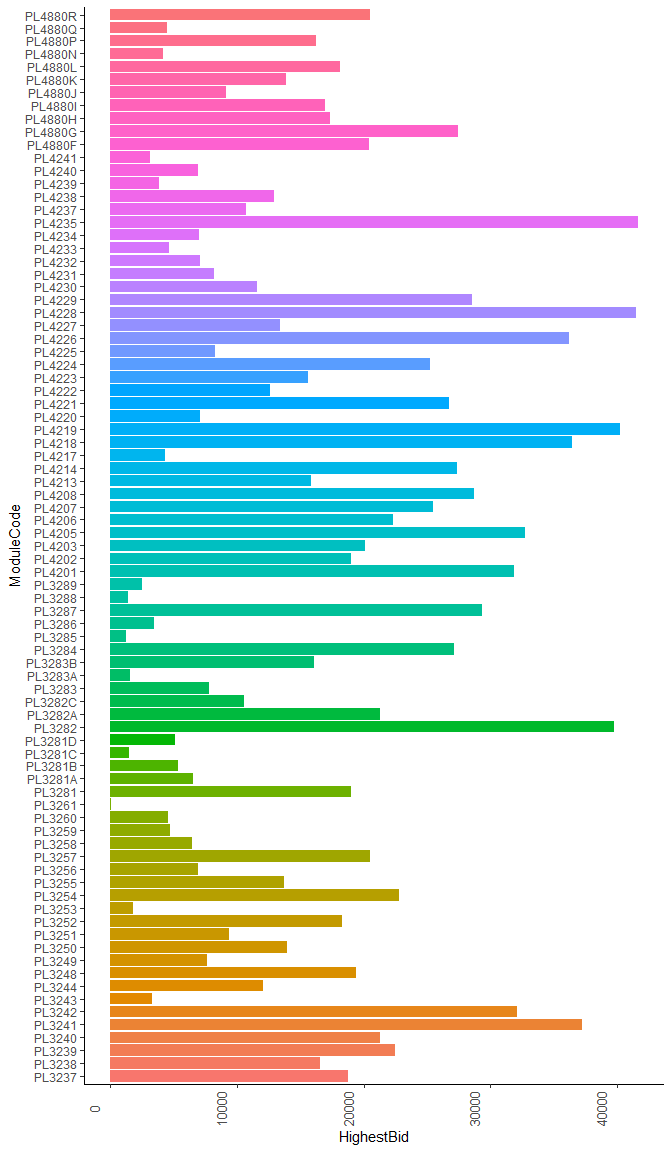 PL4880R
PL4880Q
PL4880P
PL4880N
PL4880L
PL4880K
PL4880J
PL4880I
PL4880H
PL4880G
PL4880F
PL4241
PL4240
PL4239
PL4238
PL4237
PL4235
PL4234
PL4233
PL4232
PL4231
PL4230
PL4229
PL4228
PL4227
PL4226
PL4225
PL4224
PL4223
PL4222
PL4221
PL4220
PL4219
PL4218
PL4217
PL4214
PL4213
PL4208
PL4207
PL4206
PL4205
PL4203
PL4202
PL4201
PL3289
PL3288
PL3287
PL3286
PL3285
PL3284
PL3283B
PL3283A
PL3283
PL3282C
PL3282A
PL3282
PL3281D
PL3281C
PL3281B
PL3281A
PL3281
PL3261
PL3260
PL3259
PL3258
PL3257
PL3256
PL3255
PL3254
PL3253
PL3252
PL3251
PL3250
PL3249
PL3248
PL3244
PL3243
PL3242
PL3241
PL3240
PL3239
PL3238
PL3237
ModuleCode
0
10000
20000
30000
40000
HighestBid